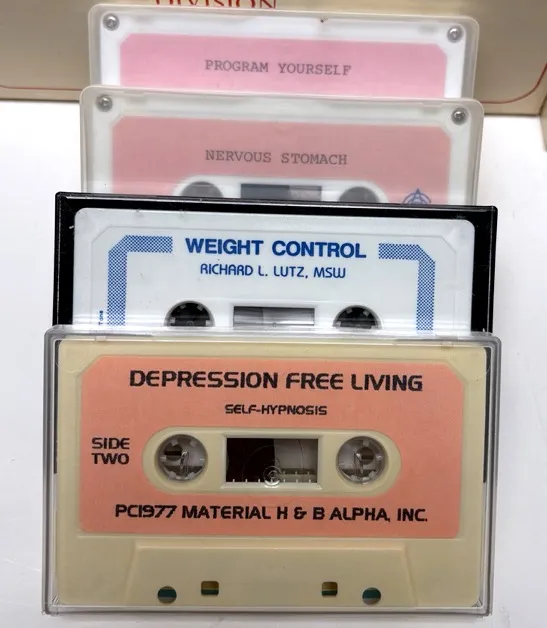 DIVISION
PROGRAM YOURSELF
NERVOUS STOMACH
WEIGHT CONTROL
RICHARD L. LUTZ, MSW
DEPRESSION FREE LIVING
SELF-HYPNOSIS
SIDE
TWO
PC1977 MATERIAL H & B ALPHA, INC.